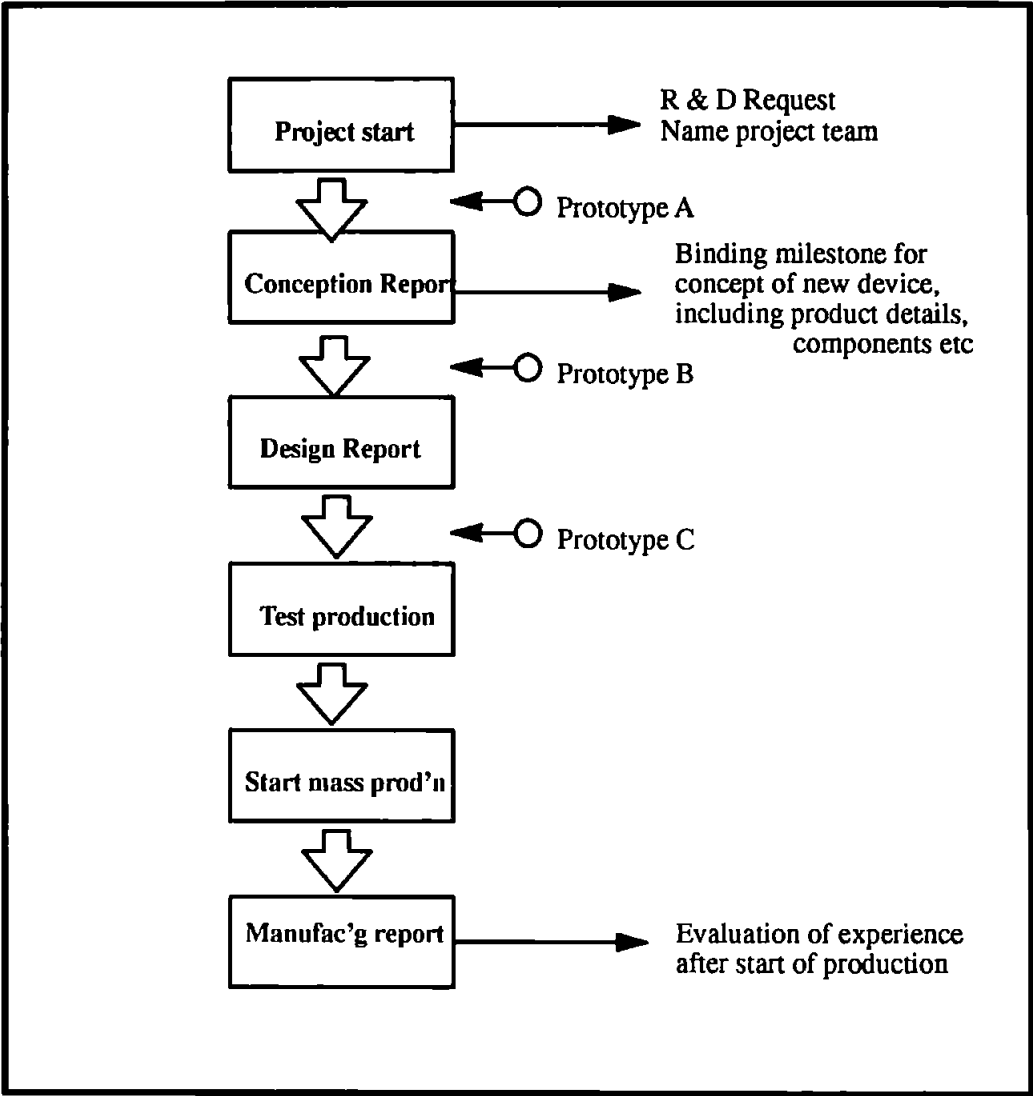 Project start
R & D Request
Name project team
Prototype A
Conception Report
Binding milestone for
concept of new device,
including product details,
components etc
Prototype B
Design Report
Prototype C
Test production
Start mass prod'n
Manufac'g report
Evaluation of experience
after start of production